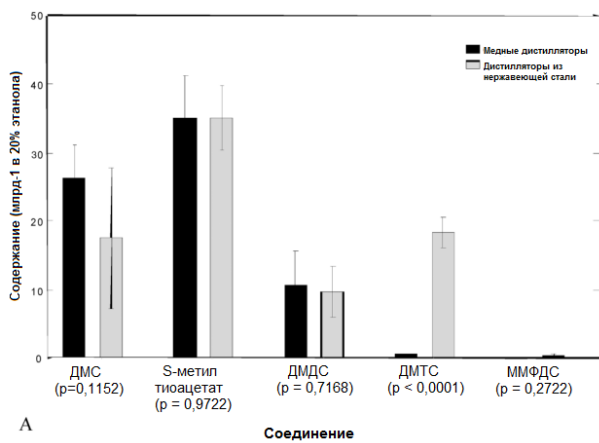 50
40
30
20
10
0
Содержание (млрд-1 в 20% этанола)
Медные дистилляторы
Дистилляторы из
нержавеющей стали
ДМС
(p=0,1152)
S-метил
тиоацетат
(p = 0,9722)
ДМДС
(p = 0,7168)
ДМТС
(p < 0,0001)
ММФДС
(p = 0,2722)
A
Соединение